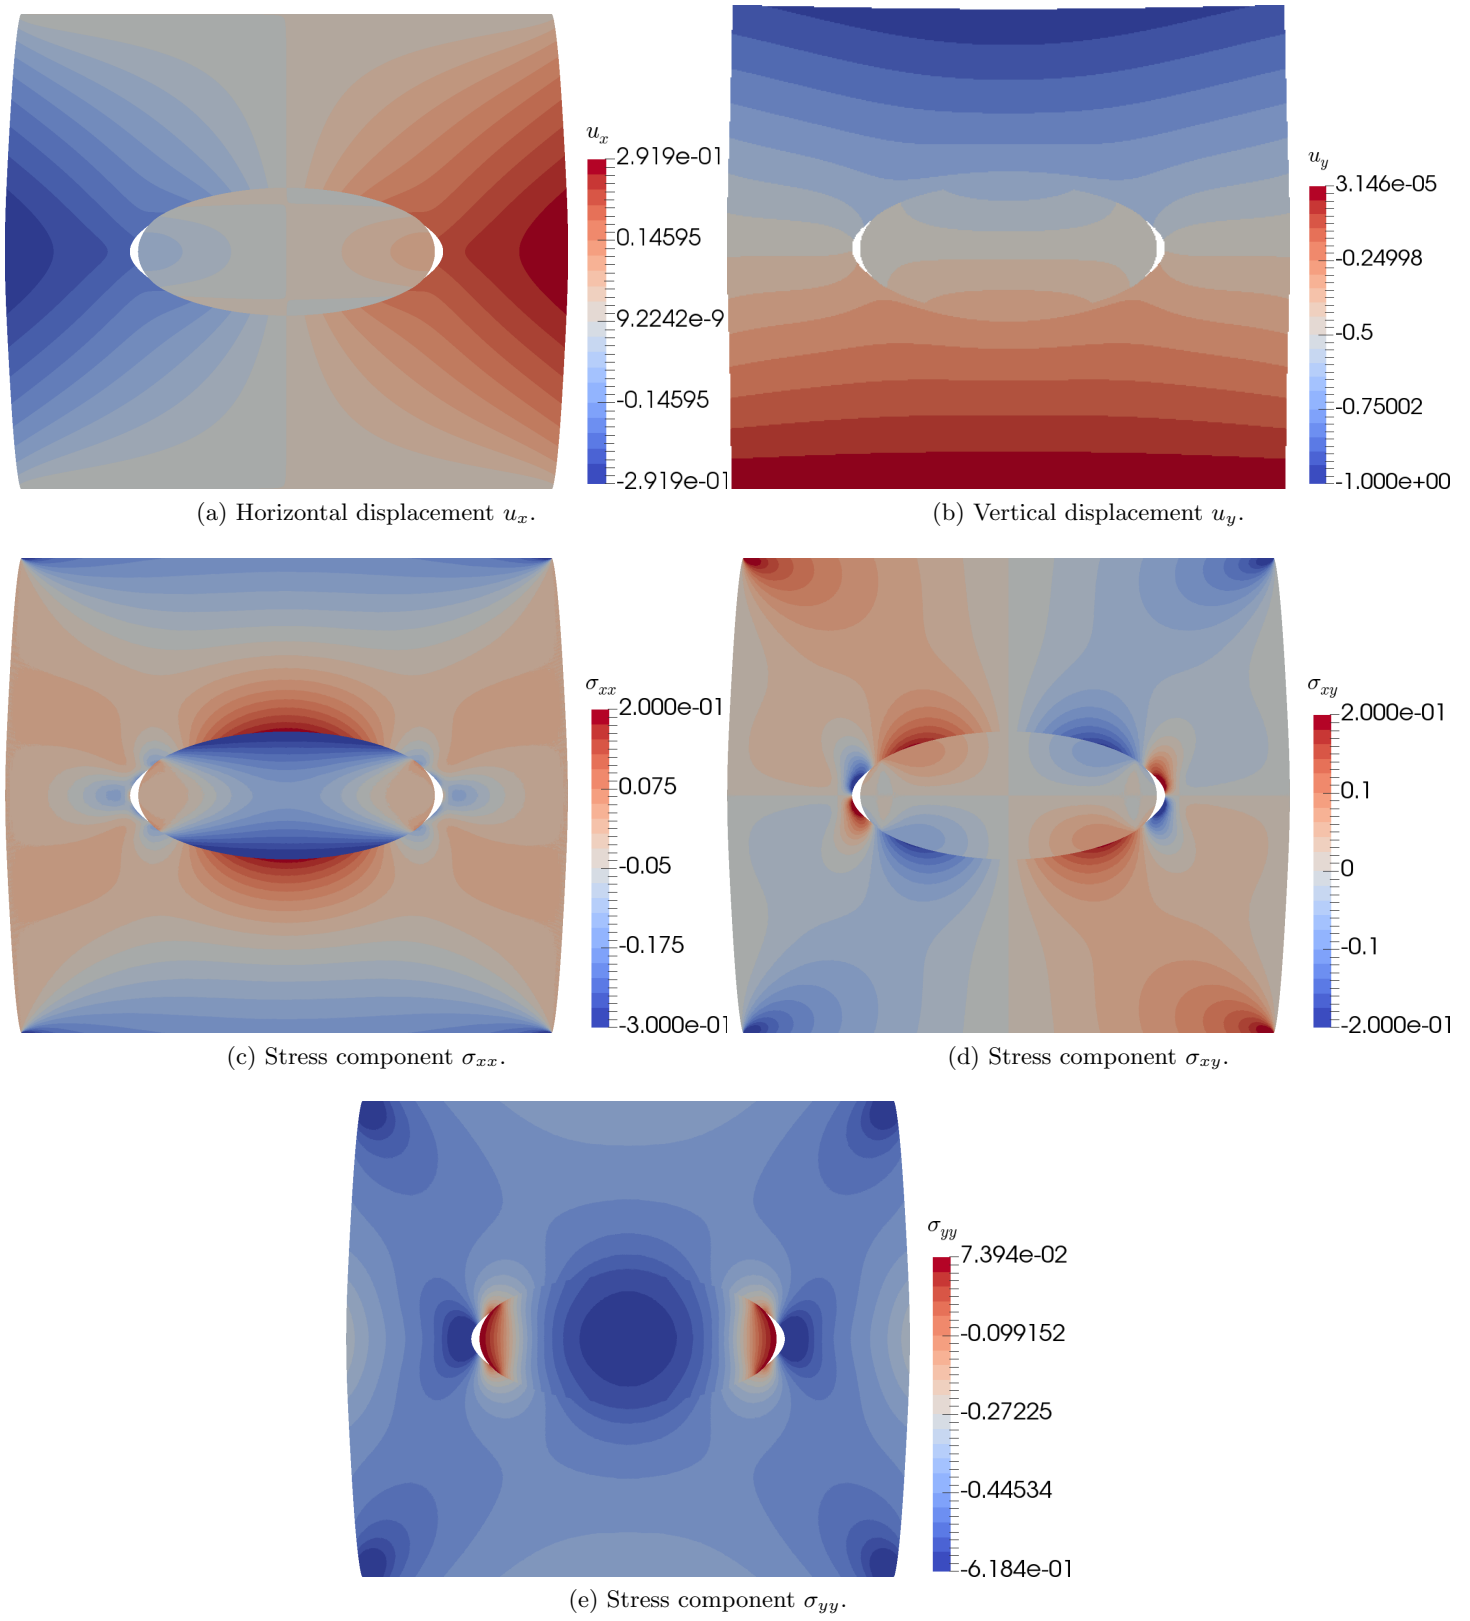 u_x
2.919e-01
0.14595
9.2242e-9
-0.14595
-2.919e-01
u_y
3.146e-05
-0.24998
-0.5
-0.75002
-1.000e+00
(a) Horizontal displacement u_x.
(b) Vertical displacement u_y.
σ_xx
2.000e-01
0.075
-0.05
-0.175
-3.000e-01
σ_xy
2.000e-01
0.1
0
-0.1
-2.000e-01
(c) Stress component σ_xx.
(d) Stress component σ_xy.
σ_yy
7.394e-02
-0.099152
-0.27225
-0.44534
-6.184e-01
(e) Stress component σ_yy.